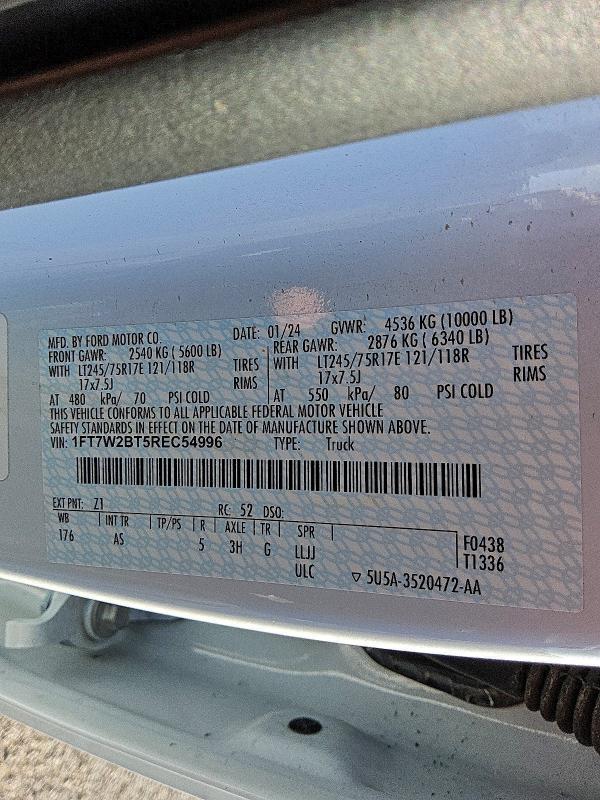 MFD. BY FORD MOTOR CO. DATE: 01/24 GVWR: 4536 KG (10000 LB)
FRONT GAWR: 2540 KG ( 5600 LB) REAR GAWR: 2876 KG ( 6340 LB)
WITH LT245/75R17E 121/118R TIRES WITH LT245/75R17E 121/118R TIRES
17x7.5J RIMS 17x7.5J RIMS
AT 480 kPa/ 70 PSI COLD AT 550 kPa/ 80 PSI COLD
THIS VEHICLE CONFORMS TO ALL APPLICABLE FEDERAL MOTOR VEHICLE
SAFETY STANDARDS IN EFFECT ON THE DATE OF MANUFACTURE SHOWN ABOVE.
VIN: 1FT7W2BT5REC54996 TYPE: Truck
EXT PNT: Z1 RC: 52 DSO:
WB INT TR TP/PS R AXLE TR SPR
176 AS 5 3H G LLJJ F0438
ULC T1336
▽ 5U5A-3520472-AA